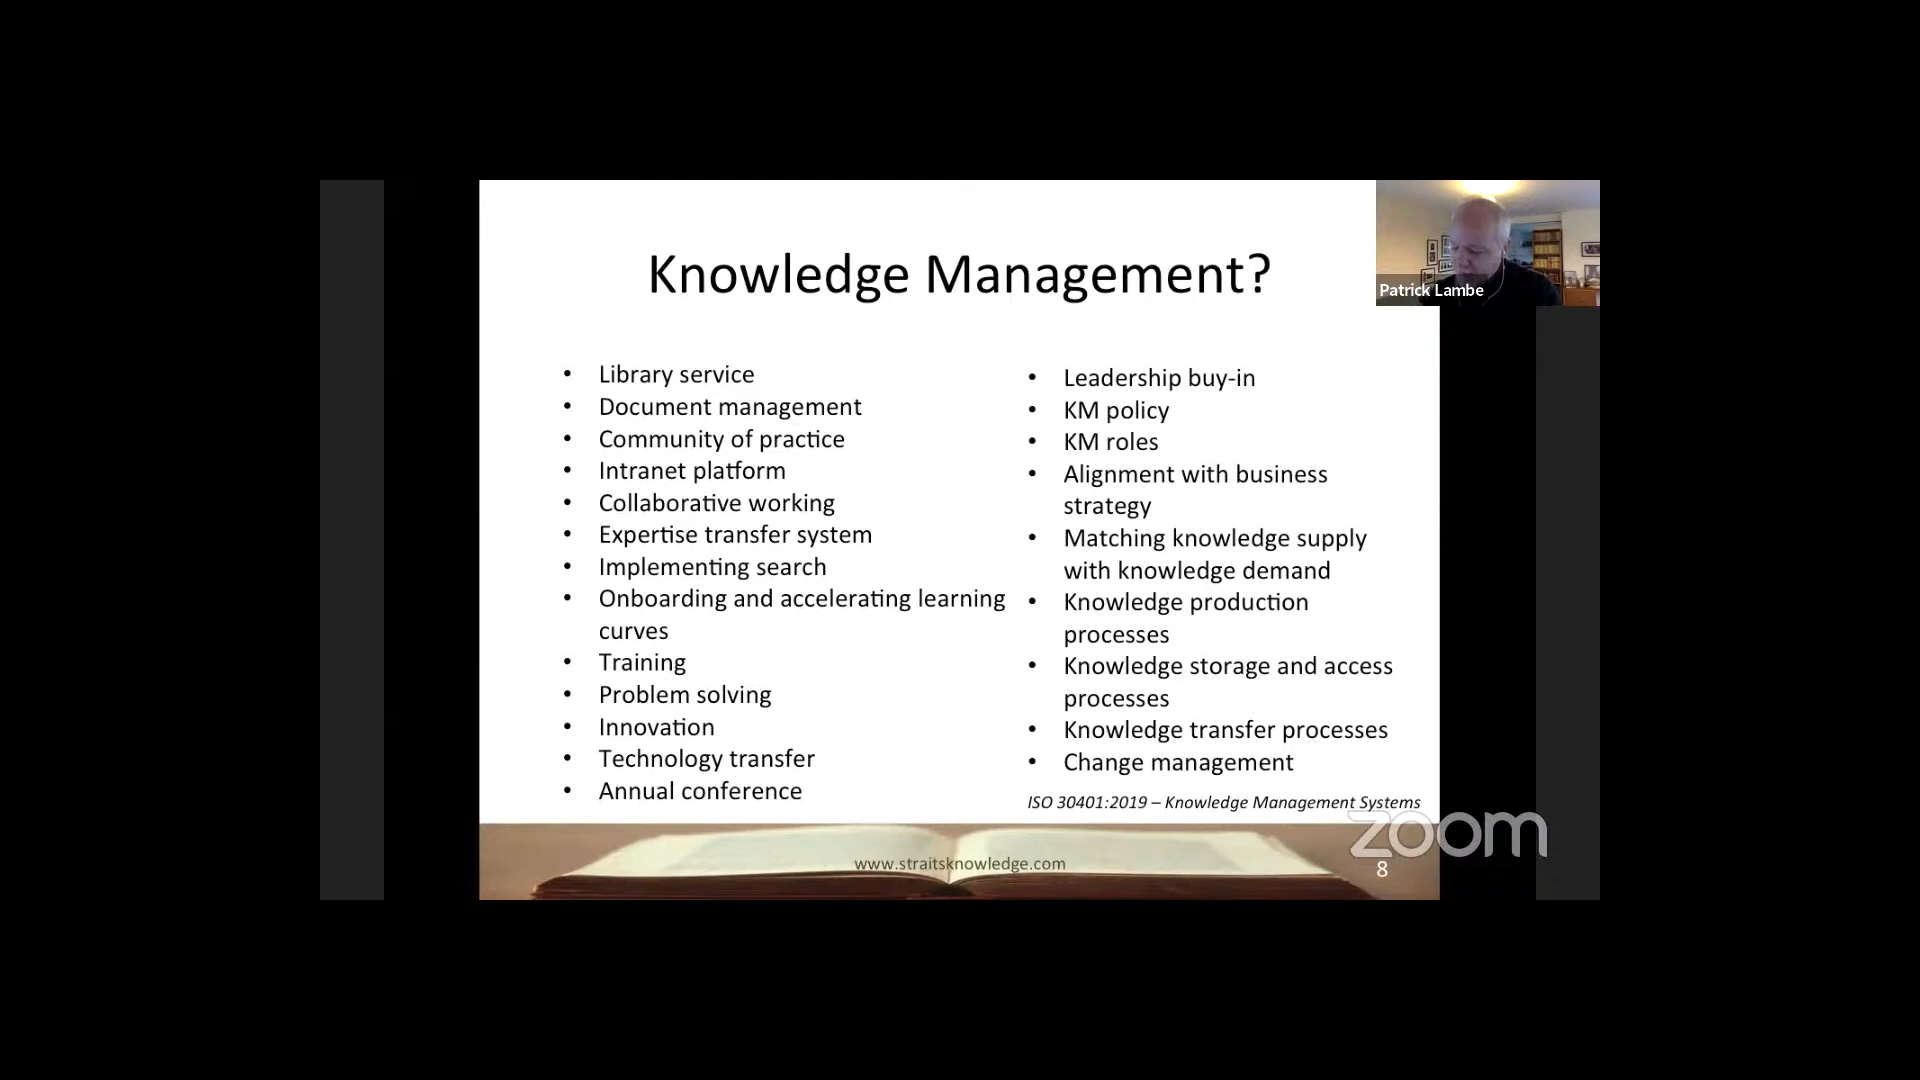 Knowledge Management?
Patrick Lambe
• Library service
• Document management
• Community of practice
• Intranet platform
• Collaborative working
• Expertise transfer system
• Implementing search
• Onboarding and accelerating learning
curves
• Training
• Problem solving
• Innovation
• Technology transfer
• Annual conference
• Leadership buy-in
• KM policy
• KM roles
• Alignment with business
strategy
• Matching knowledge supply
with knowledge demand
• Knowledge production
processes
• Knowledge storage and access
processes
• Knowledge transfer processes
• Change management
ISO 30401:2019 – Knowledge Management Systems
zoom
www.straitsknowledge.com
8